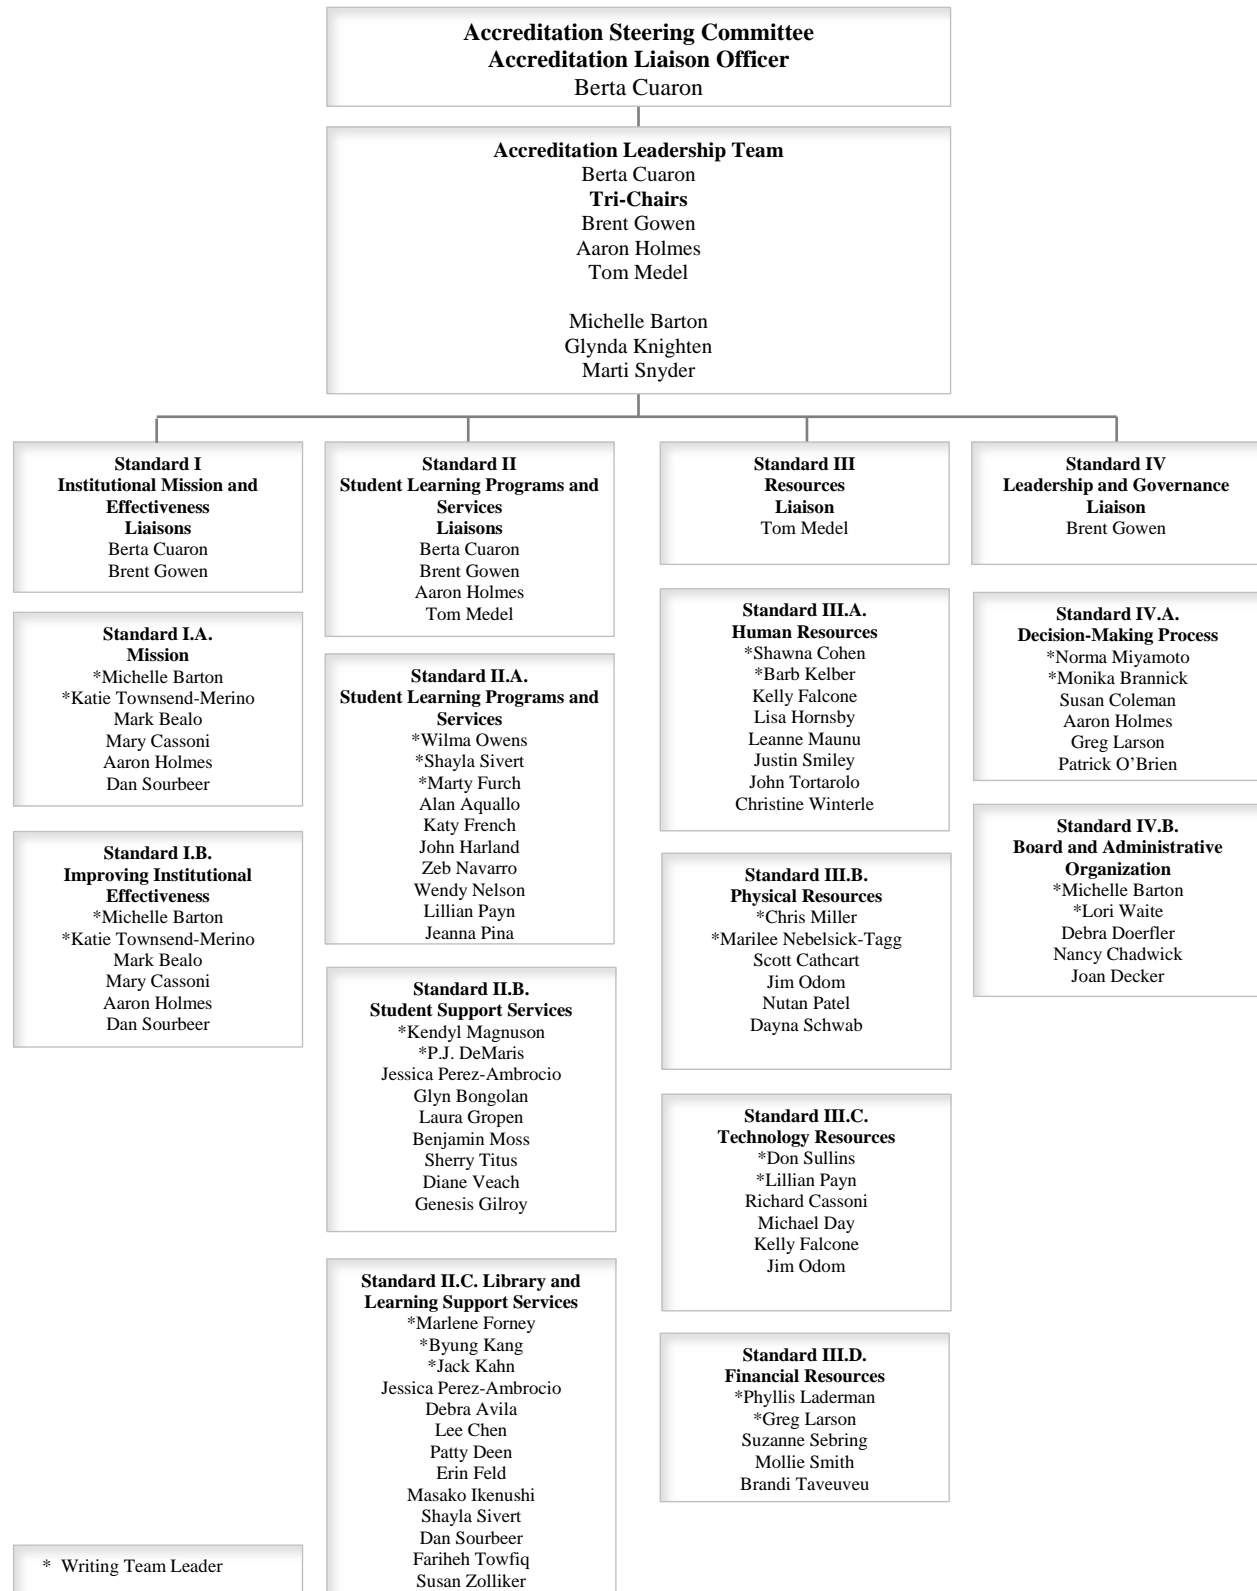 Accreditation Steering Committee
Accreditation Liaison Officer
Berta Cuaron
Accreditation Leadership Team
Berta Cuaron
Tri-Chairs
Brent Gowen
Aaron Holmes
Tom Medel
Michelle Barton
Glynda Knighten
Marti Snyder
Standard I
Institutional Mission and
Effectiveness
Liaisons
Berta Cuaron
Brent Gowen
Standard I.A.
Mission
*Michelle Barton
*Katie Townsend-Merino
Mark Bealo
Mary Cassoni
Aaron Holmes
Dan Sourbeer
Standard I.B.
Improving Institutional
Effectiveness
*Michelle Barton
*Katie Townsend-Merino
Mark Bealo
Mary Cassoni
Aaron Holmes
Dan Sourbeer
Standard II
Student Learning Programs and
Services
Liaisons
Berta Cuaron
Brent Gowen
Aaron Holmes
Tom Medel
Standard II.A.
Student Learning Programs and
Services
*Wilma Owens
*Shayla Sivert
*Marty Furch
Alan Aquallo
Katy French
John Harland
Zeb Navarro
Wendy Nelson
Lillian Payn
Jeanna Pina
Standard II.B.
Student Support Services
*Kendyl Magnuson
*P.J. DeMaris
Jessica Perez-Ambrocio
Glyn Bongolan
Laura Gropen
Benjamin Moss
Sherry Titus
Diane Veach
Genesis Gilroy
Standard II.C. Library and
Learning Support Services
*Marlene Forney
*Byung Kang
*Jack Kahn
Jessica Perez-Ambrocio
Debra Avila
Lee Chen
Patty Deen
Erin Feld
Masako Ikenushi
Shayla Sivert
Dan Sourbeer
Fariheh Towfiq
Susan Zolliker
Standard III
Resources
Liaison
Tom Medel
Standard III.A.
Human Resources
*Shawna Cohen
*Barb Kelber
Kelly Falcone
Lisa Hornsby
Leanne Maunu
Justin Smiley
John Tortarolo
Christine Winterle
Standard III.B.
Physical Resources
*Chris Miller
*Marilee Nebelsick-Tagg
Scott Cathcart
Jim Odom
Nutan Patel
Dayna Schwab
Standard III.C.
Technology Resources
*Don Sullins
*Lillian Payn
Richard Cassoni
Michael Day
Kelly Falcone
Jim Odom
Standard III.D.
Financial Resources
*Phyllis Laderman
*Greg Larson
Suzanne Sebring
Mollie Smith
Brandi Taveuveu
Standard IV
Leadership and Governance
Liaison
Brent Gowen
Standard IV.A.
Decision-Making Process
*Norma Miyamoto
*Monika Brannick
Susan Coleman
Aaron Holmes
Greg Larson
Patrick O’Brien
Standard IV.B.
Board and Administrative
Organization
*Michelle Barton
*Lori Waite
Debra Doerfler
Nancy Chadwick
Joan Decker
* Writing Team Leader